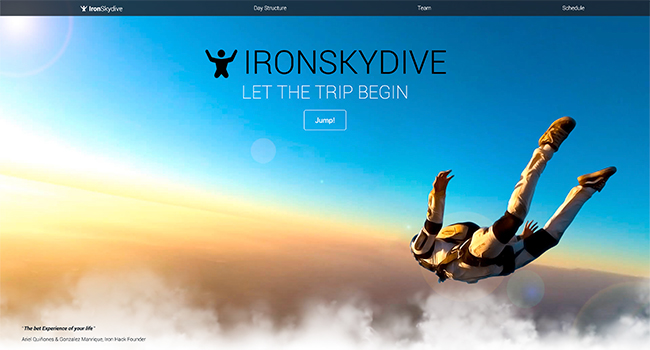 IronSkydive Day Structure Team Schedule
IRONSKYDIVE
LET THE TRIP BEGIN
Jump!
"The bet Experience of your life"
Ariel Quiñones & Gonzalez Manrique, Iron Hack Founder